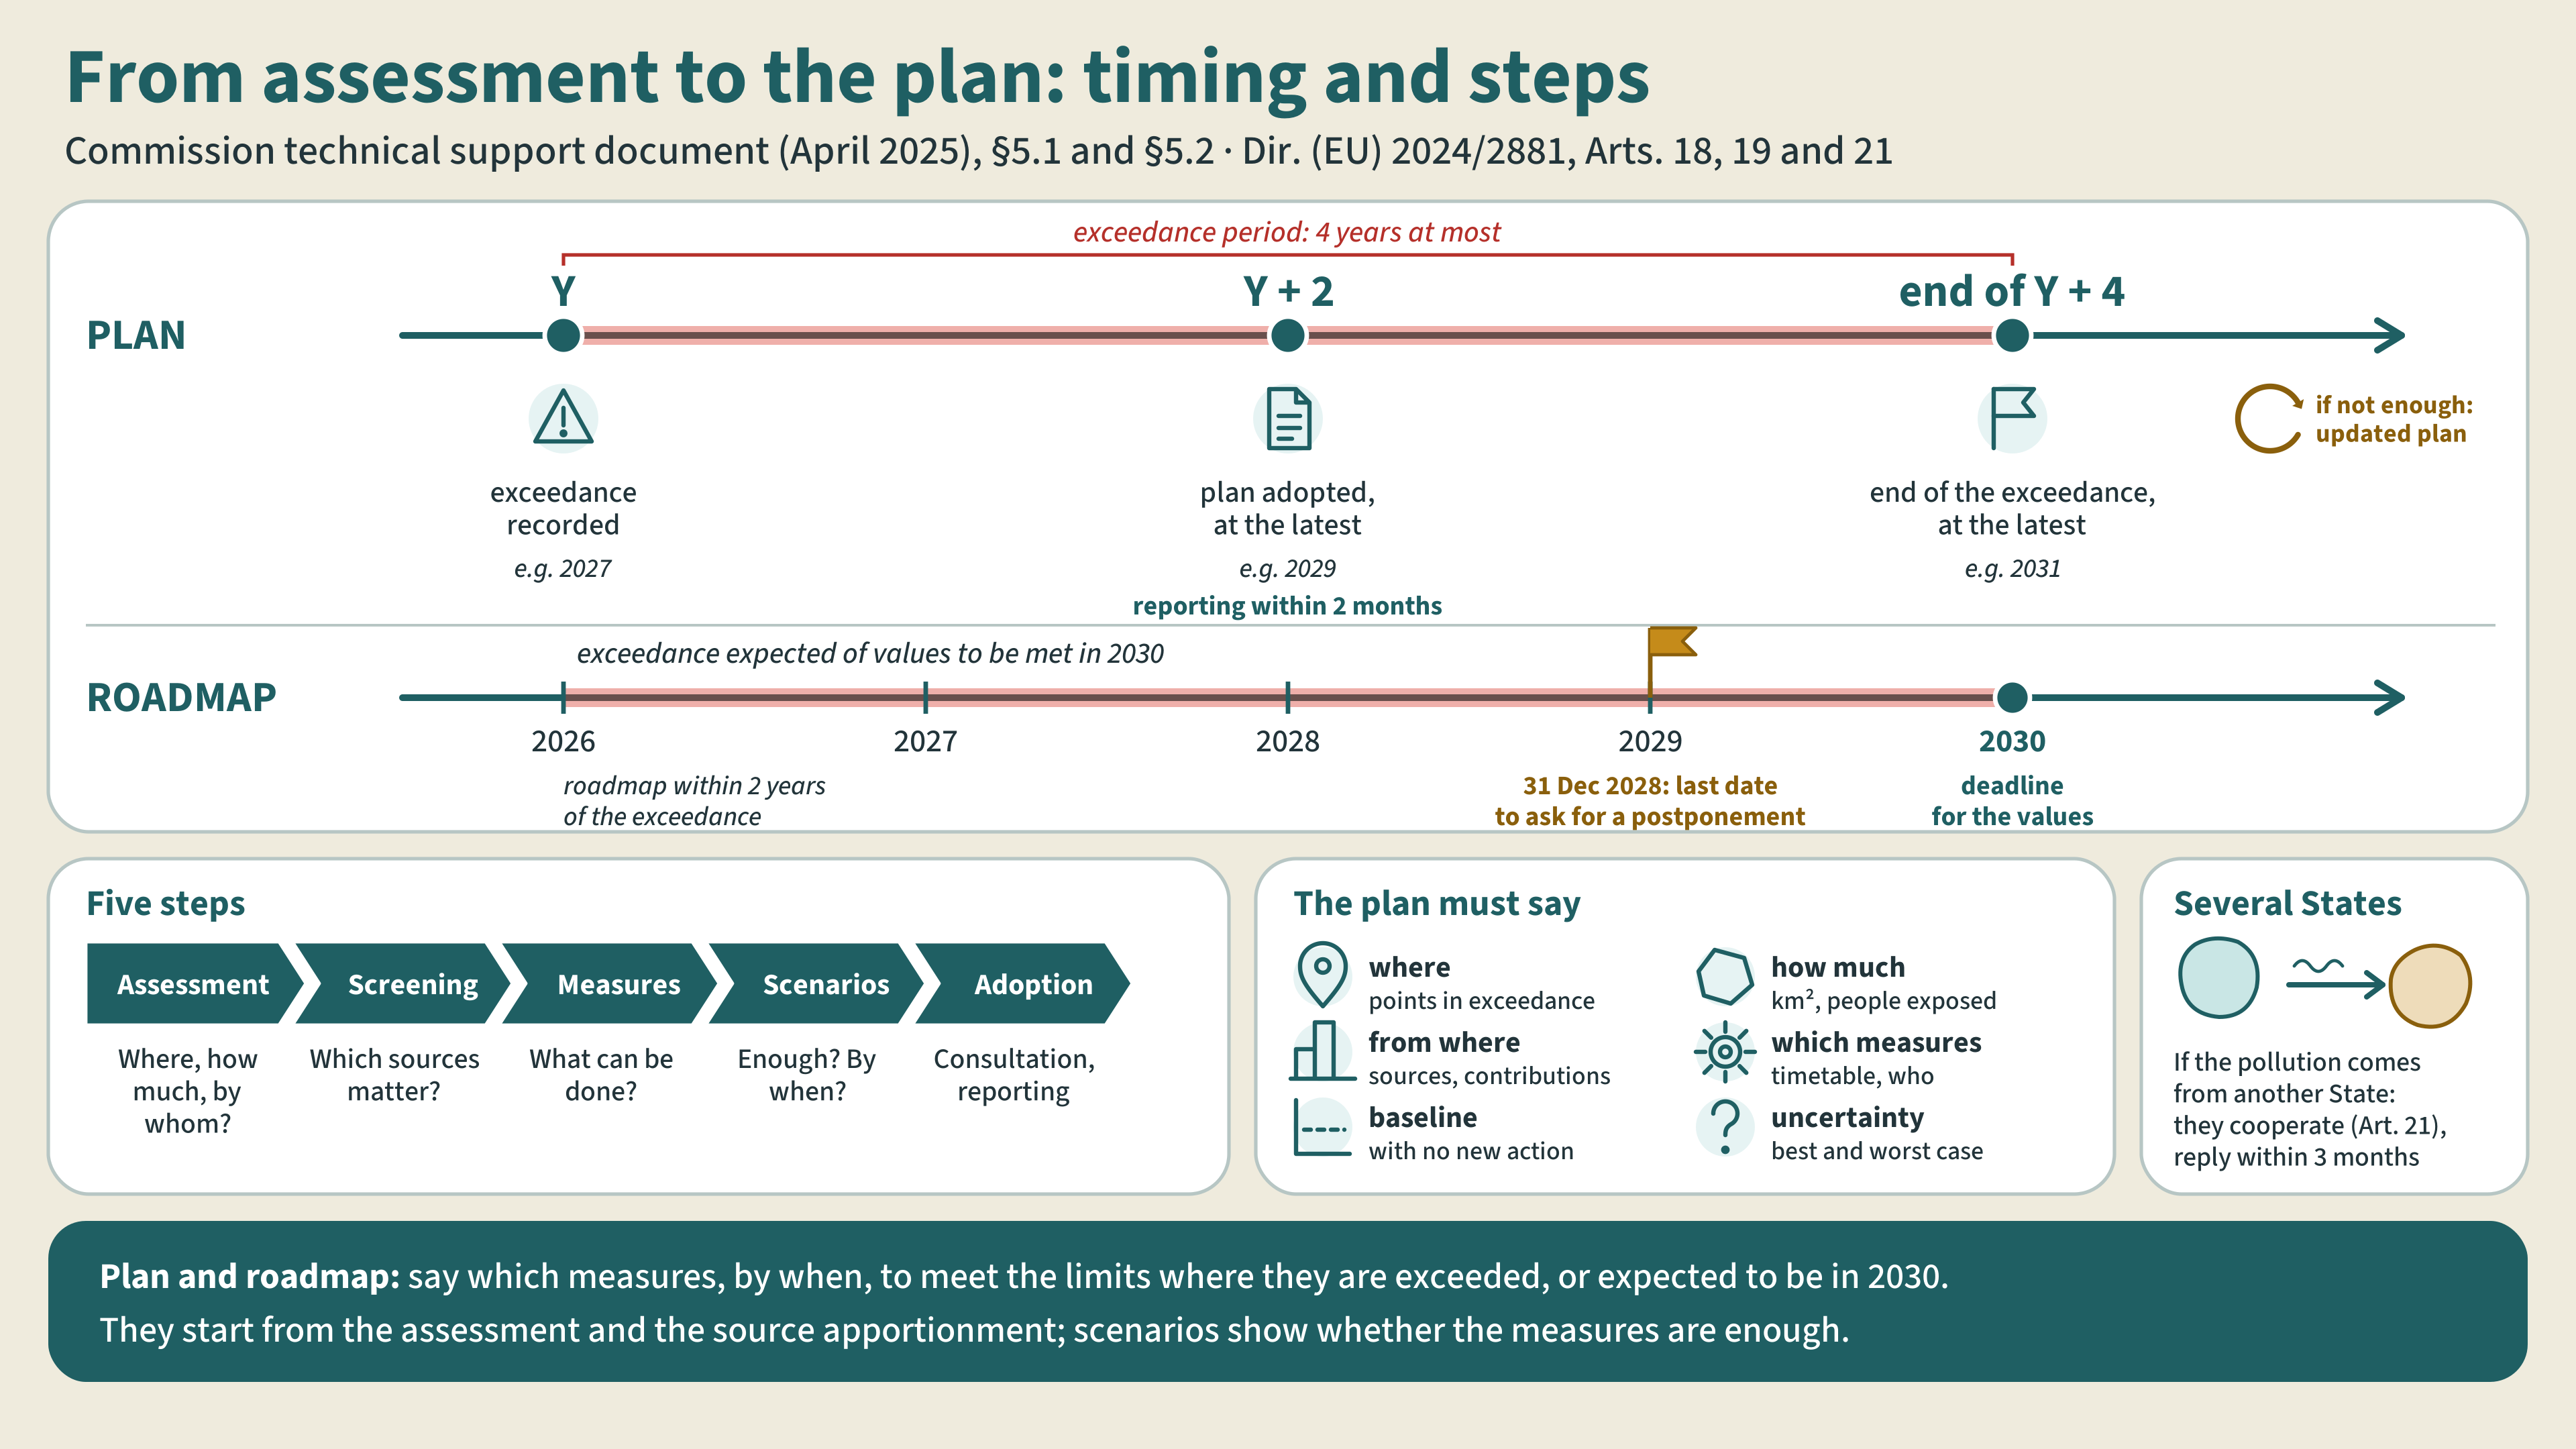 From assessment to the plan: timing and steps
Commission technical support document (April 2025), §5.1 and §5.2 · Dir. (EU) 2024/2881, Arts. 18, 19 and 21
exceedance period: 4 years at most
Y
Y + 2
end of Y + 4
PLAN
if not enough:
updated plan
exceedance
recorded
e.g. 2027
plan adopted,
at the latest
e.g. 2029
reporting within 2 months
end of the exceedance,
at the latest
e.g. 2031
exceedance expected of values to be met in 2030
ROADMAP
2026
2027
2028
2029
2030
roadmap within 2 years
of the exceedance
31 Dec 2028: last date
to ask for a postponement
deadline
for the values
Five steps
Assessment
Screening
Measures
Scenarios
Adoption
Where, how
much, by
whom?
Which sources
matter?
What can be
done?
Enough? By
when?
Consultation,
reporting
The plan must say
where
points in exceedance
how much
km², people exposed
from where
sources, contributions
which measures
timetable, who
baseline
with no new action
uncertainty
best and worst case
Several States
If the pollution comes
from another State:
they cooperate (Art. 21),
reply within 3 months
Plan and roadmap: say which measures, by when, to meet the limits where they are exceeded, or expected to be in 2030.
They start from the assessment and the source apportionment; scenarios show whether the measures are enough.